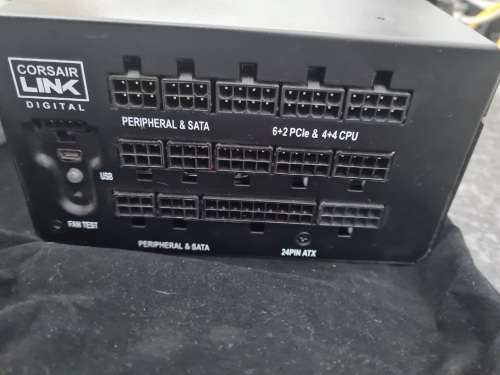 CORSAIR
LINK
DIGITAL
PERIPHERAL & SATA
6+2 PCIe & 4+4 CPU
USB
FAN TEST
PERIPHERAL & SATA
24PIN ATX